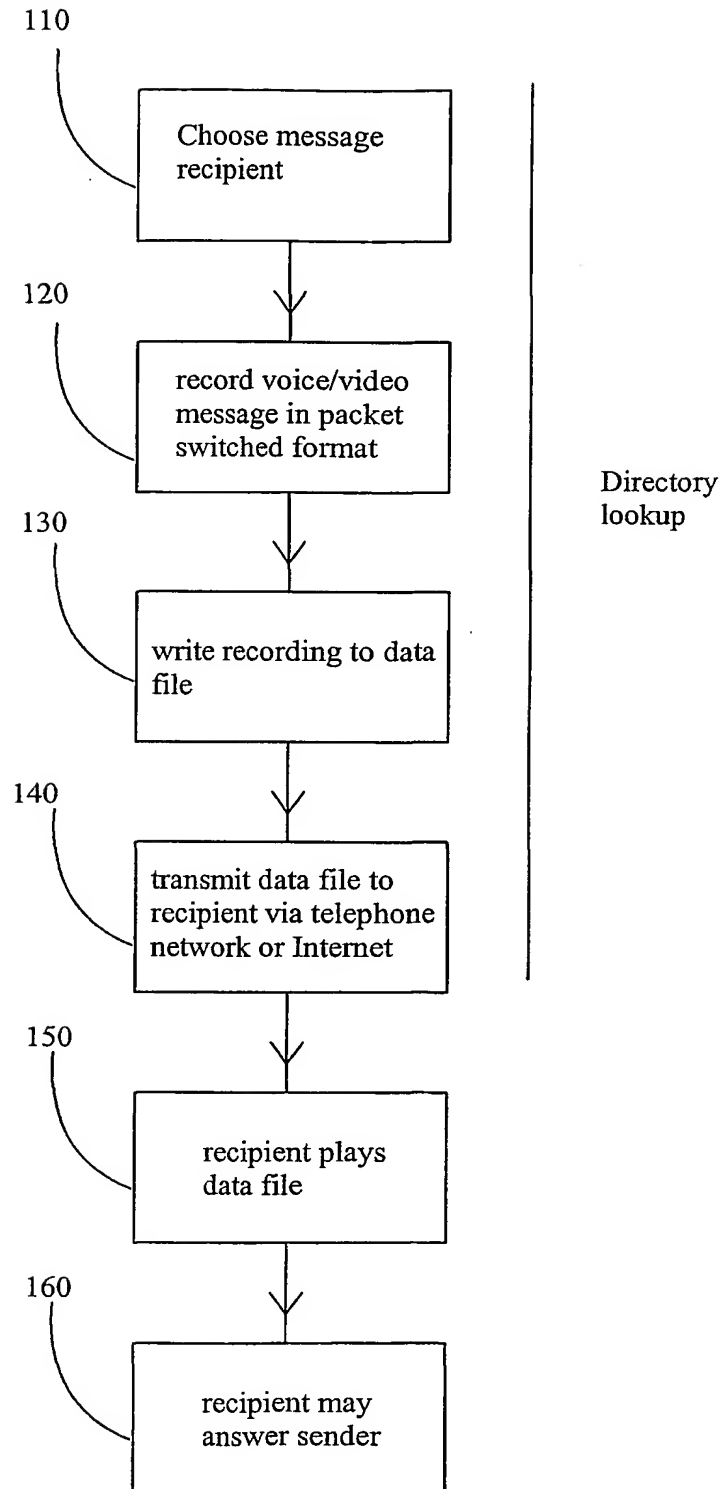 110
Choose message
recipient
120
record voice/video
message in packet
switched format
Directory
lookup
130
write recording to data
file
140
transmit data file to
recipient via telephone
network or Internet
150
recipient plays
data file
160
recipient may
answer sender